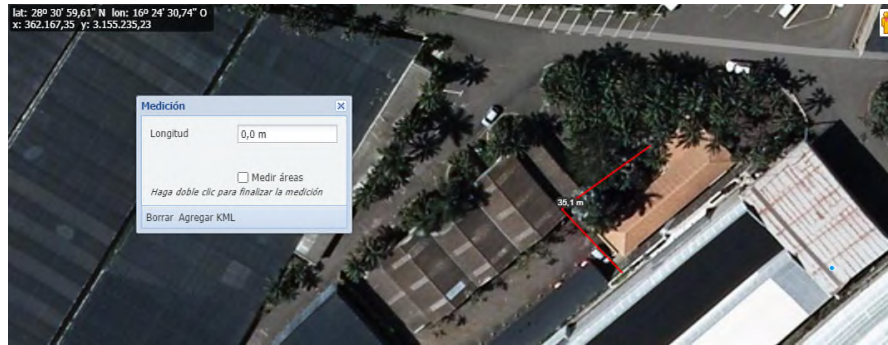 lat: 28º 30' 59,61" N lon: 16º 24' 30,74" O
x: 362.167,35 y: 3.155.235,23
Medición
Longitud 0,0 m
Medir áreas
Haga doble clic para finalizar la medición
Borrar Agregar KML
35,1 m